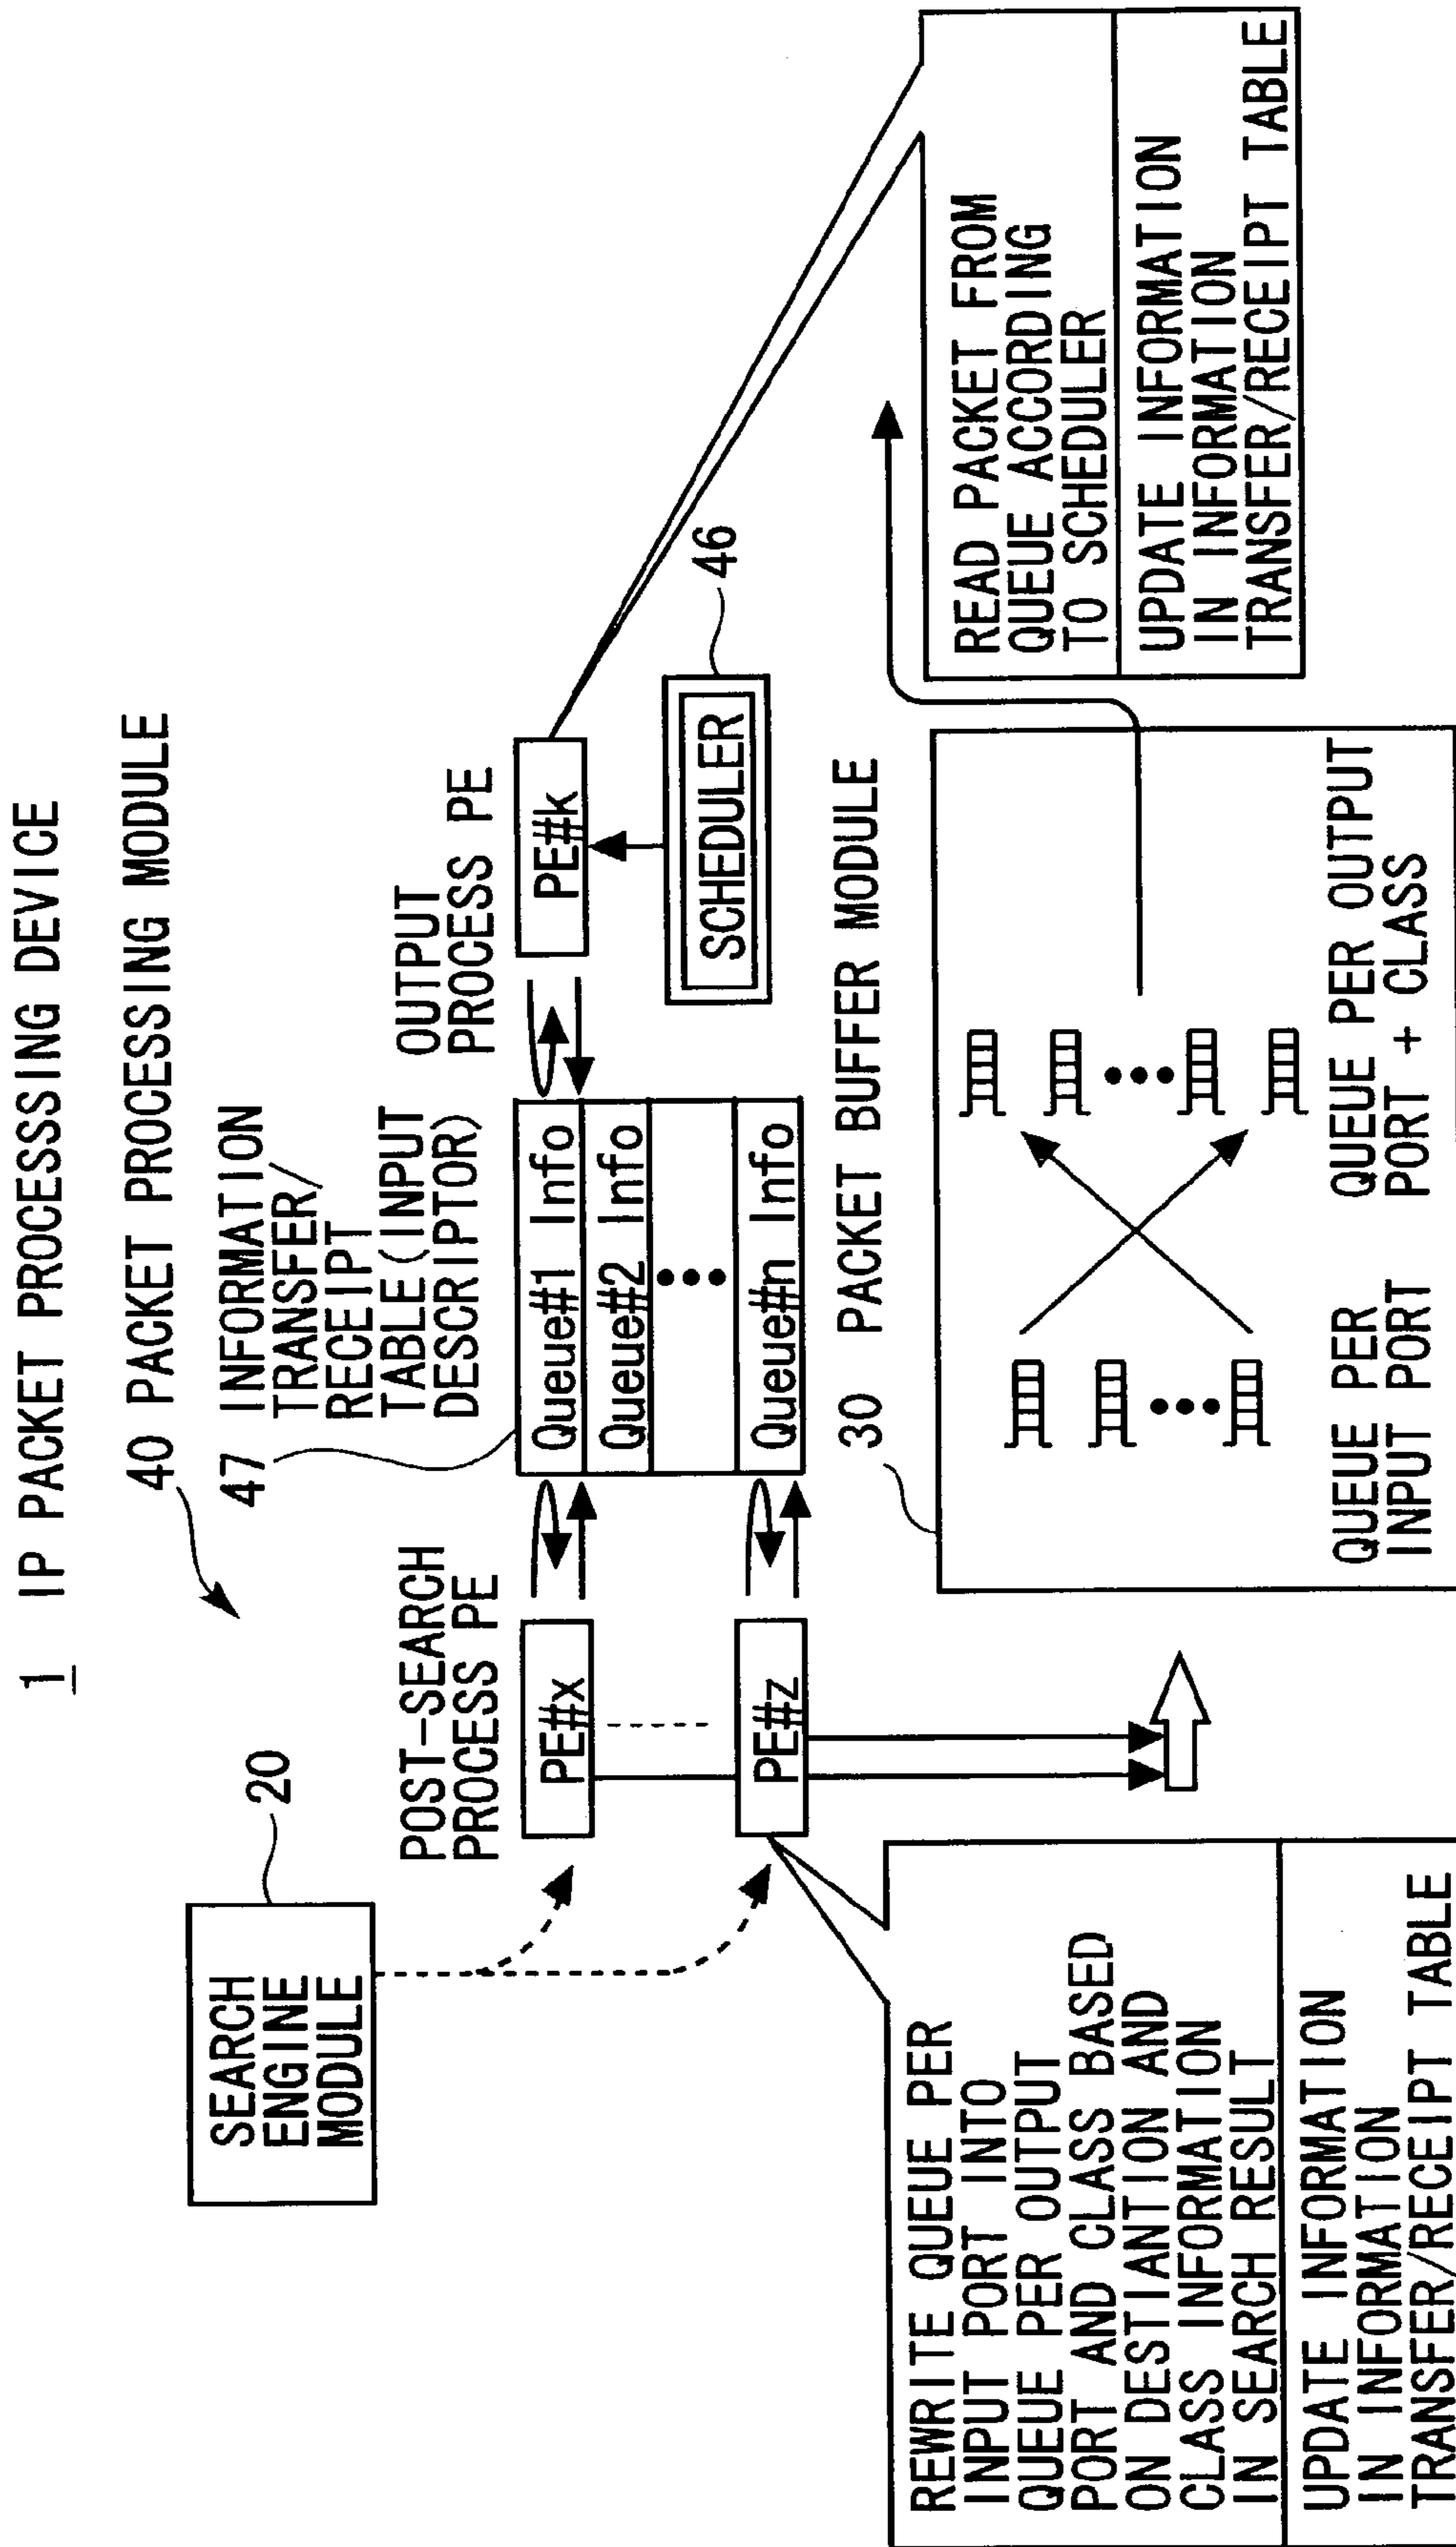 1 IP PACKET PROCESSSING DEVICE
40 PACKET PROCESSING MODULE
SEARCH
ENGINE
MODULE
20
POST-SEARCH
PROCESS PE
PE#x
PE#z
47
INFORMATION
TRANSFER/
RECEIPT
TABLE(INPUT
DESCRIPTOR)
Queue#1 Info
Queue#2 Info
Queue#n Info
OUTPUT
PROCESS PE
PE#k
SCHEDULER
46
REWRITE QUEUE PER
INPUT PORT INTO
QUEUE PER OUTPUT
PORT AND CLASS BASED
ON DESTIANTION AND
CLASS INFORMATION
IN SEARCH RESULT
UPDATE INFORMATION
IN INFORMATION
TRANSFER/RECEIPT TABLE
30 PACKET BUFFER MODULE
QUEUE PER
INPUT PORT
QUEUE PER OUTPUT
PORT + CLASS
READ PACKET FROM
QUEUE ACCORDING
TO SCHEDULER
UPDATE INFORMATION
IN INFORMATION
TRANSFER/RECEIPT TABLE